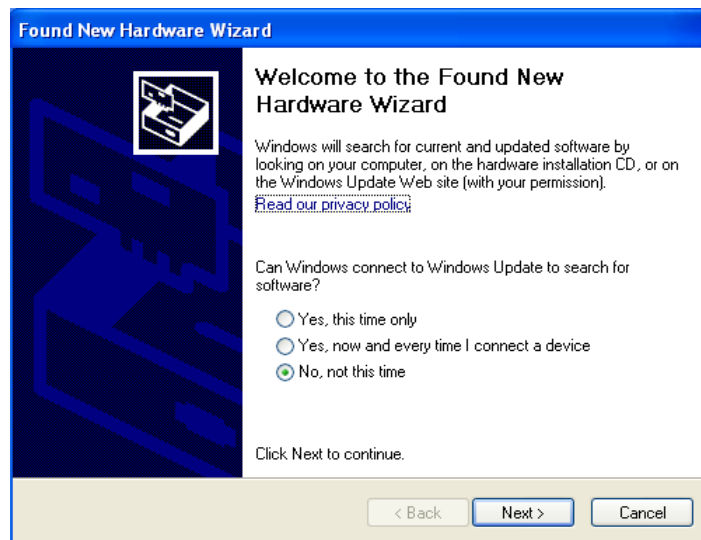 Found New Hardware Wizard
Welcome to the Found New
Hardware Wizard
Windows will search for current and updated software by
looking on your computer, on the hardware installation CD, or on
the Windows Update Web site (with your permission).
Read our privacy policy
Can Windows connect to Windows Update to search for
software?
Yes, this time only
Yes, now and every time I connect a device
No, not this time
Click Next to continue.
< Back
Next >
Cancel